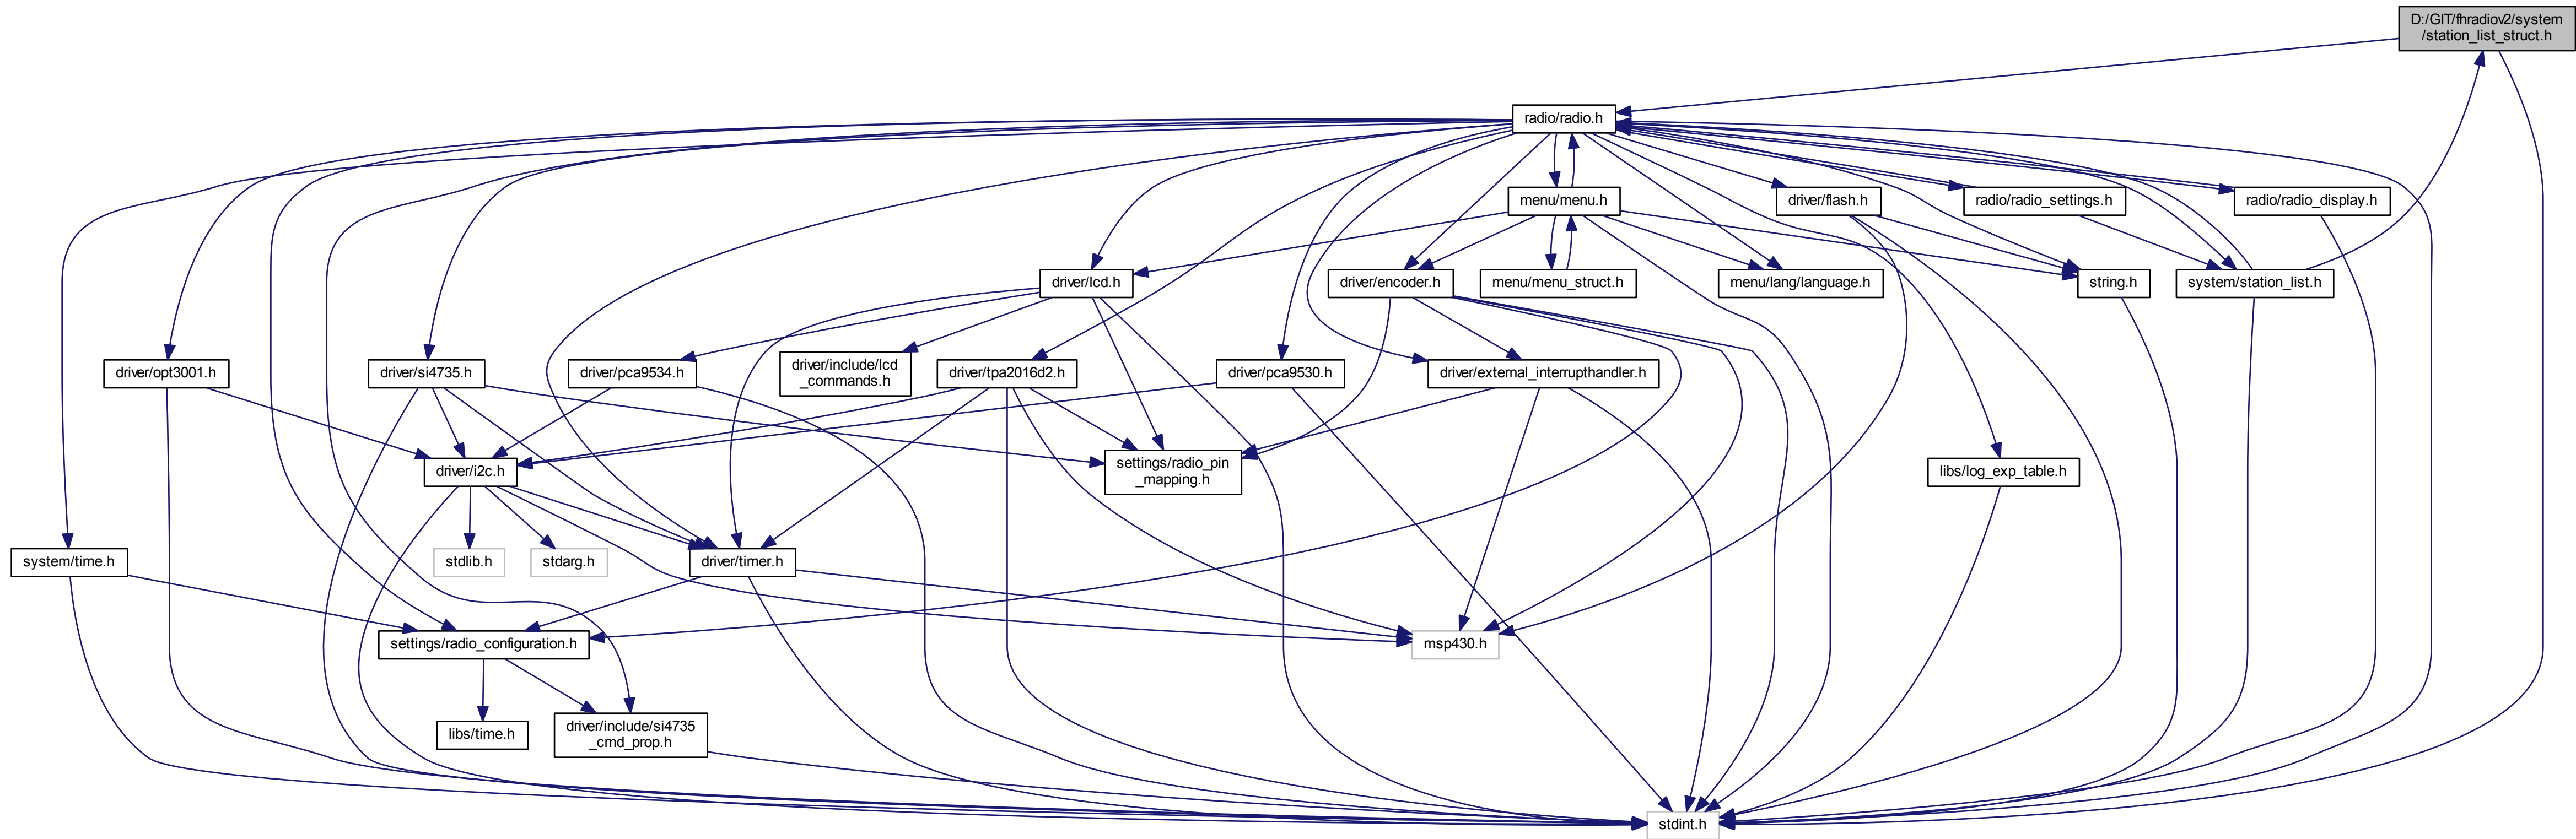 D:/GIT/fhradiov2/system
/station_list_struct.h
radio/radio.h
menu/menu.h
driver/flash.h
radio/radio_settings.h
radio/radio_display.h
driver/lcd.h
driver/encoder.h
menu/menu_struct.h
menu/lang/language.h
string.h
system/station_list.h
driver/opt3001.h
driver/si4735.h
driver/pca9534.h
driver/include/lcd
_commands.h
driver/tpa2016d2.h
driver/pca9530.h
driver/external_interrupthandler.h
driver/i2c.h
settings/radio_pin
_mapping.h
libs/log_exp_table.h
system/time.h
stdlib.h
stdarg.h
driver/timer.h
settings/radio_configuration.h
msp430.h
libs/time.h
driver/include/si4735
_cmd_prop.h
stdint.h